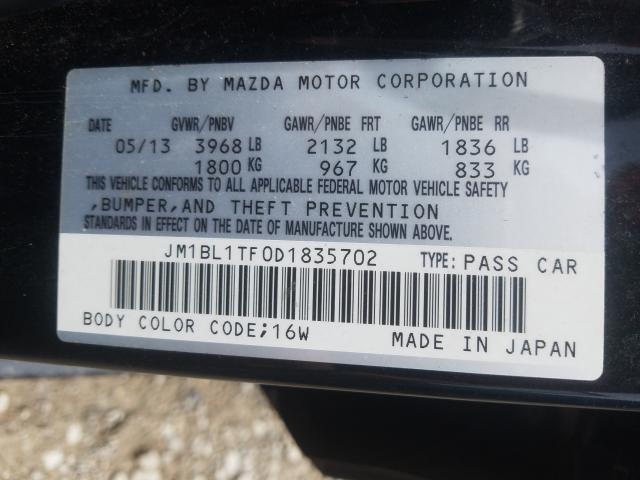 MFD. BY MAZDA MOTOR CORPORATION
DATE GVWR/PNBV GAWR/PNBE FRT GAWR/PNBE RR
05/13 3968 LB 2132 LB 1836 LB
1800 KG 967 KG 833 KG
THIS VEHICLE CONFORMS TO ALL APPLICABLE FEDERAL MOTOR VEHICLE SAFETY
,BUMPER,AND THEFT PREVENTION
STANDARDS IN EFFECT ON THE DATE OF MANUFACTURE SHOWN ABOVE.
JM1BL1TF0D1835702 TYPE: PASS CAR
BODY COLOR CODE;16W MADE IN JAPAN